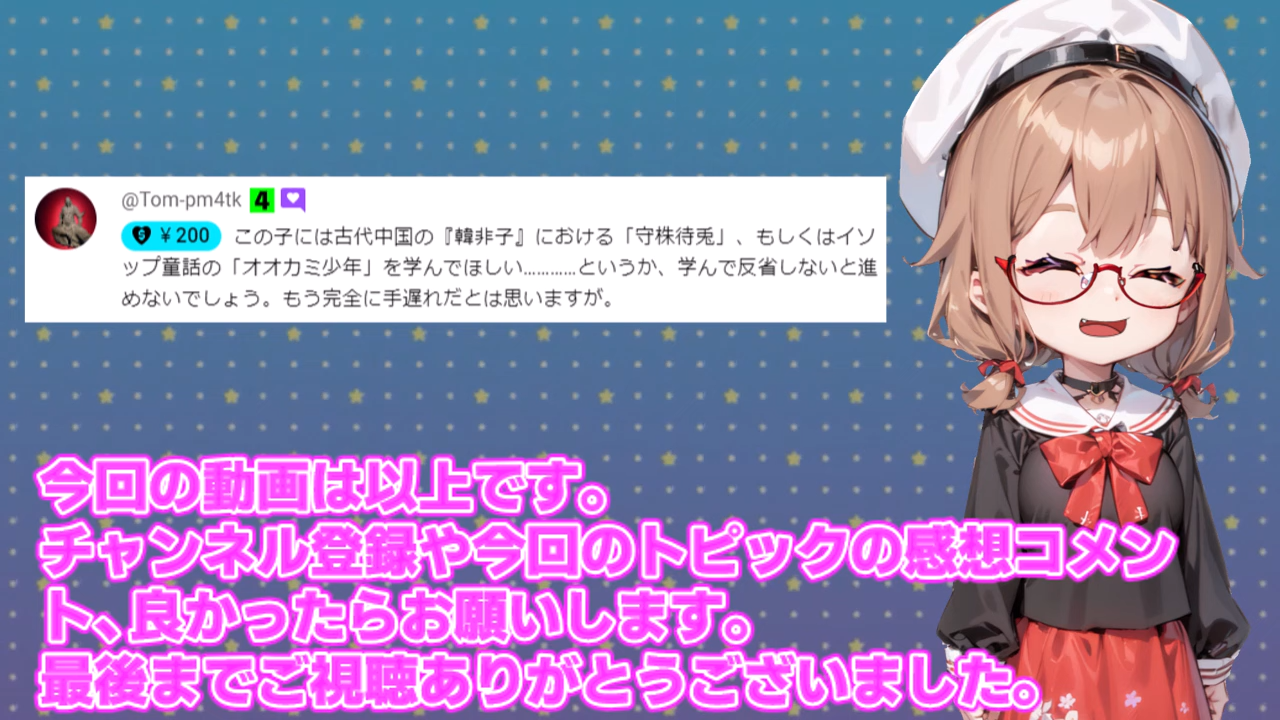 @Tom-pm4tk 4
¥200 この子には古代中国の『韓非子』における「守株待兎」、もしくはイソ
ップ童話の「オオカミ少年」を学んでほしい…………というか、学んで反省しないと進
めないでしょう。もう完全に手遅れだとは思いますが。
今回の動画は以上です。
チャンネル登録や今回のトピックの感想コメン
ト、良かったらお願いします。
最後までご視聴ありがとうございました。